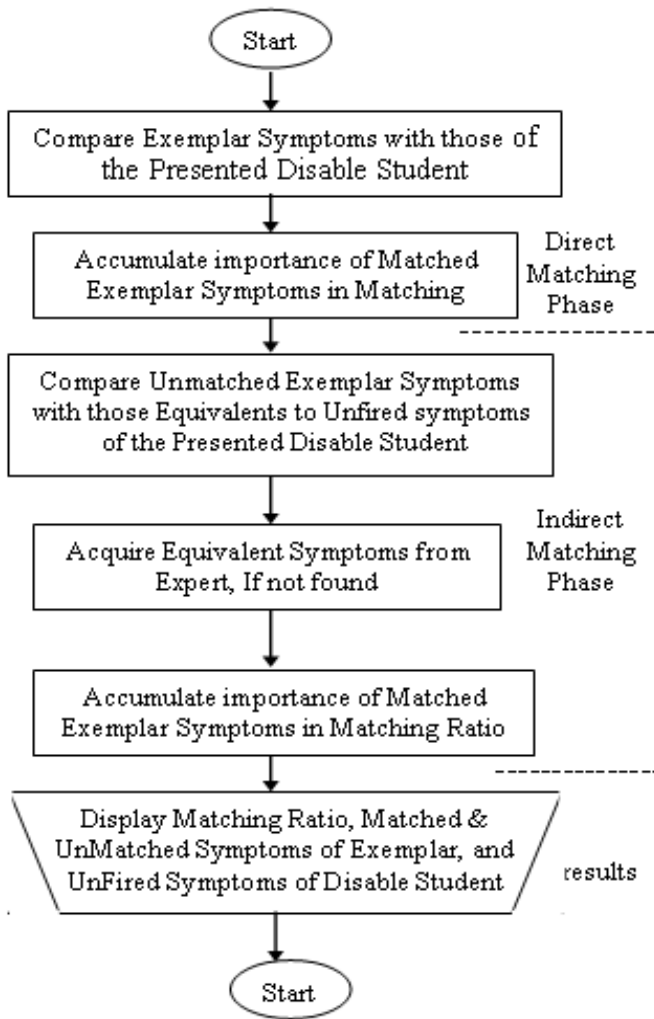 Start
Compare Exemplar Symptoms with those of
the Presented Disable Student
Accumulate importance of Matched
Exemplar Symptoms in Matching
Direct
Matching
Phase
Compare Unmatched Exemplar Symptoms
with those Equivalents to Unfired symptoms
of the Presented Disable Student
Acquire Equivalent Symptoms from
Expert, If not found
Indirect
Matching
Phase
Accumulate importance of Matched
Exemplar Symptoms in Matching Ratio
Display Matching Ratio, Matched &
UnMatched Symptoms of Exemplar, and
UnFired Symptoms of Disable Student
results
Start